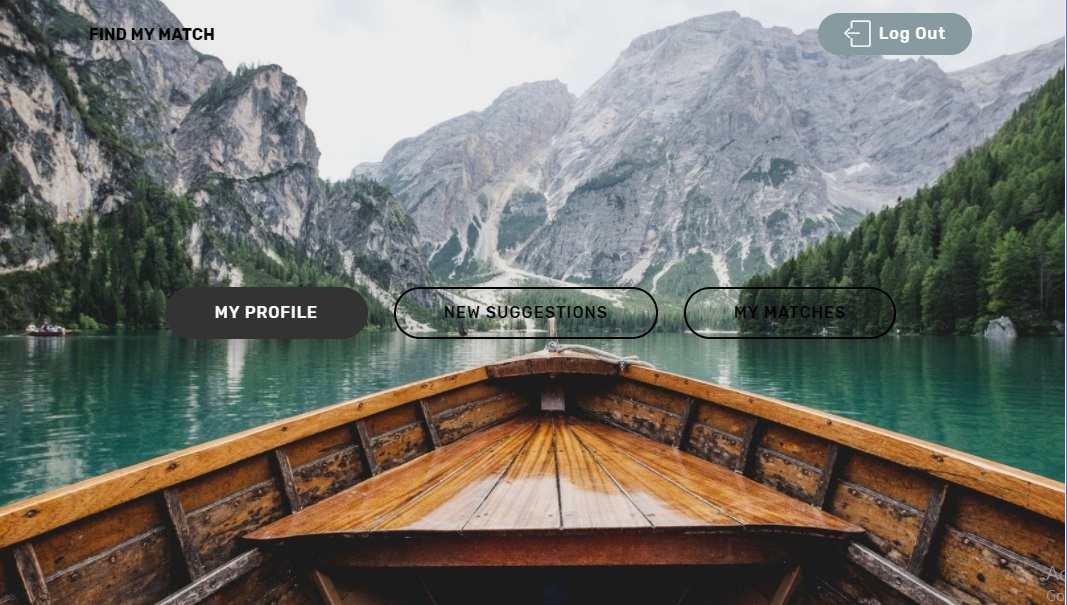 FIND MY MATCH
Log Out
MY PROFILE
NEW SUGGESTIONS
MY MATCHES